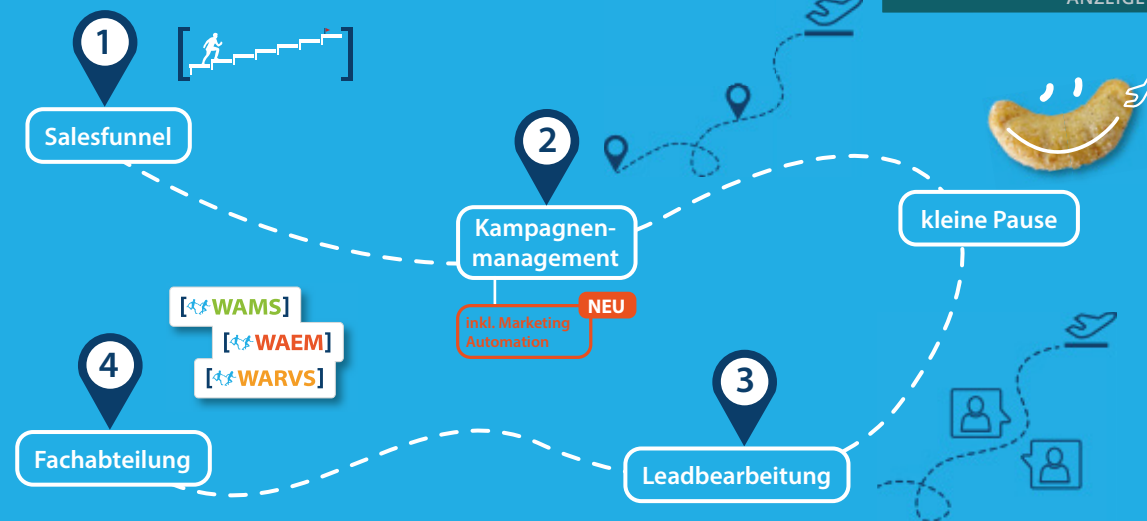 ANZEIGE
1
Salesfunnel
2
Kampagnen-
management
NEU
inkl. Marketing
Automation
kleine Pause
3
Leadbearbeitung
[WAMS]
[WAEM]
[WARVS]
4
Fachabteilung